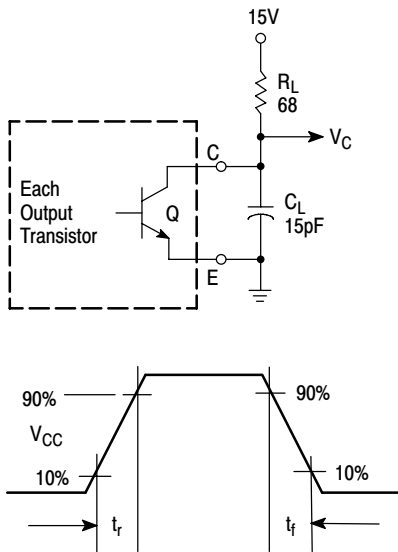 15V
R_L
68
C
V_C
Each
Output
Transistor
Q
C_L
15pF
E
90%
90%
V_CC
10%
10%
t_r
t_f